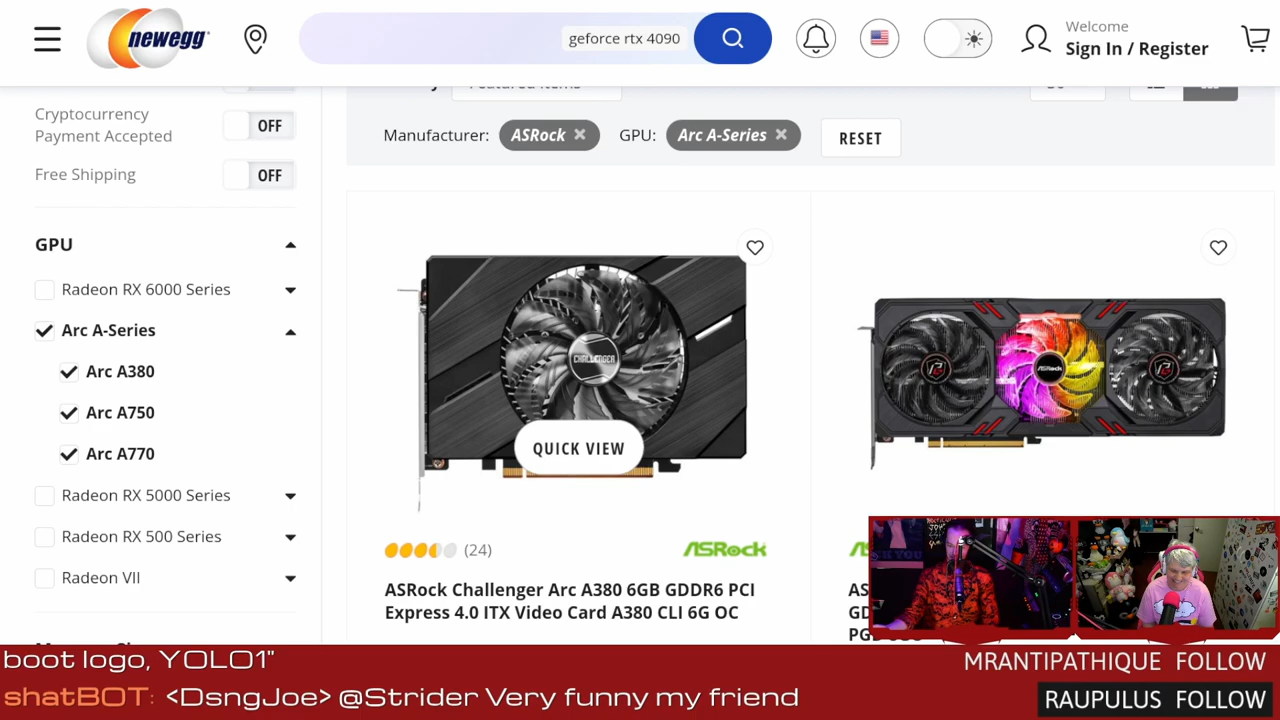 newegg
geforce rtx 4090
Welcome
Sign In / Register
Cryptocurrency
Payment Accepted
OFF
Free Shipping
OFF
Manufacturer: ASRock GPU: Arc A-Series RESET
GPU
Radeon RX 6000 Series
Arc A-Series
Arc A380
Arc A750
Arc A770
Radeon RX 5000 Series
Radeon RX 500 Series
Radeon VII
CHALLENGER
ASRock
QUICK VIEW
(24)
ASRock
ASRock Challenger Arc A380 6GB GDDR6 PCI
Express 4.0 ITX Video Card A380 CLI 6G OC
AS
GD
boot logo, YOLO1"
shatBOT: <DsngJoe> @Strider Very funny my friend
MRANTIPATHIQUE FOLLOW
RAUPULUS FOLLOW